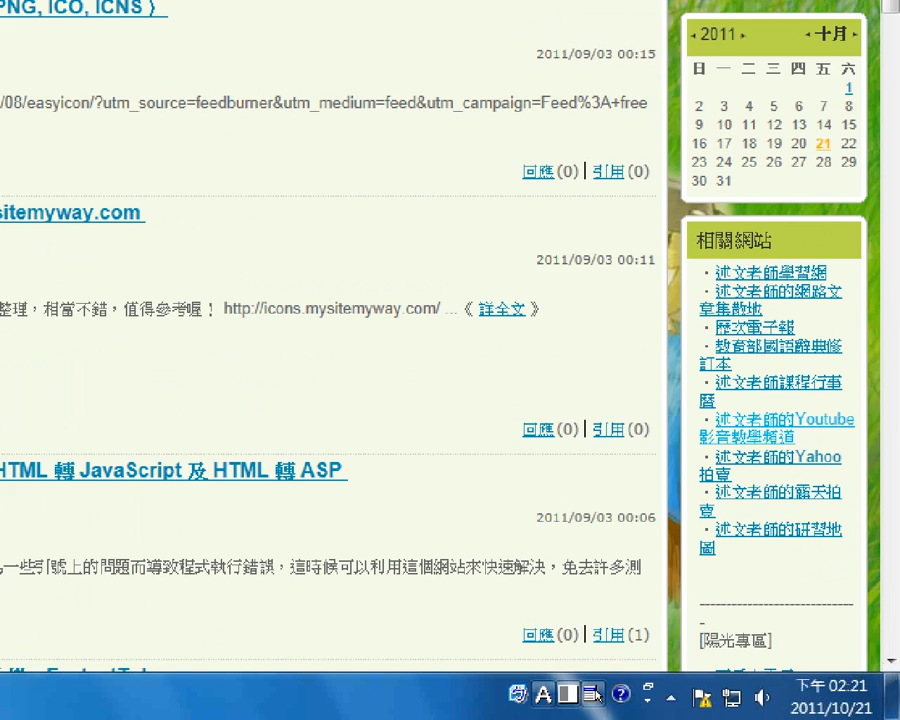 PNG, ICO, ICNS )
2011/09/03 00:15
/08/easyicon/?utm_source=feedburner&utm_medium=feed&utm_campaign=Feed%3A+free
回應(0) | 引用(0)
sitemyway.com
2011/09/03 00:11
整理，相當不錯，值得參考喔！ http://icons.mysitemyway.com/ ...《 詳全文 》
回應(0) | 引用(0)
HTML 轉 JavaScript 及 HTML 轉 ASP
2011/09/03 00:06
一些引號上的問題而導致程式執行錯誤，這時候可以利用這個網站來快速解決，免去許多測
回應(0) | 引用(1)
2011 十月
日 一 二 三 四 五 六
1
2 3 4 5 6 7 8
9 10 11 12 13 14 15
16 17 18 19 20 21 22
23 24 25 26 27 28 29
30 31
相關網站
・述文老師學習網
・述文老師的網路文
章集散地
・歷次電子報
・教育部國語辭典修
訂本
・述文老師課程行事
曆
・述文老師的Youtube
影音教學頻道
・述文老師的Yahoo
拍賣
・述文老師的露天拍
賣
・述文老師的研習地
圖
[陽光專區]
A
下午 02:21
2011/10/21